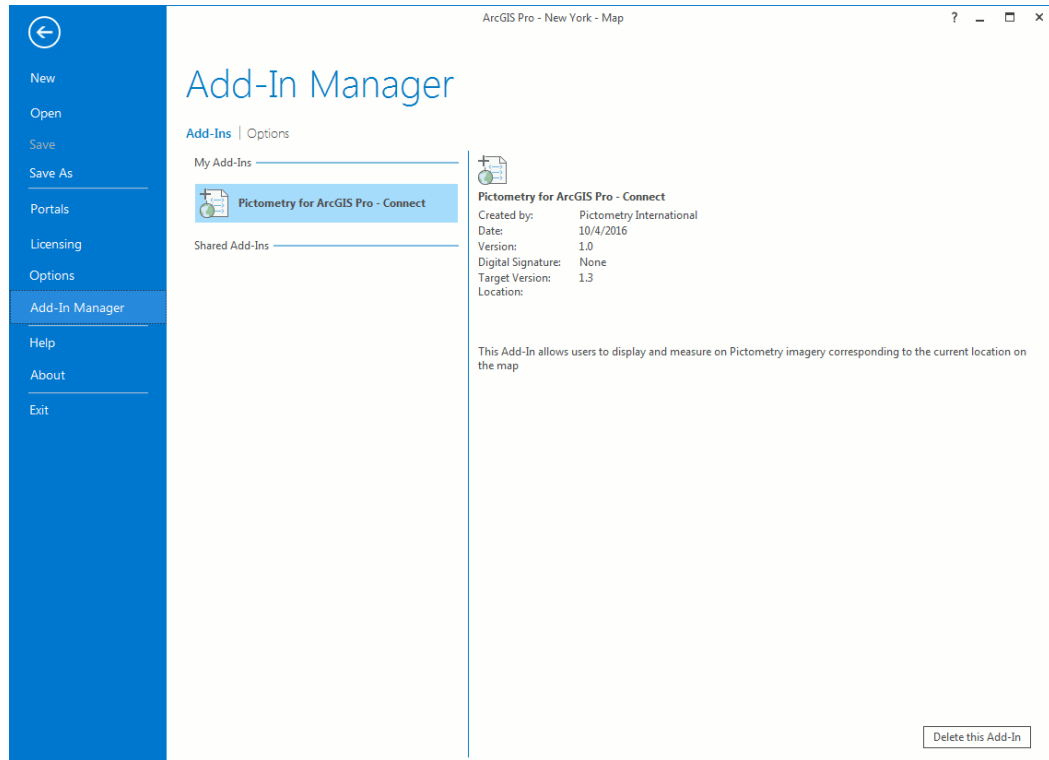 ArcGIS Pro - New York - Map
?
New
Open
Save
Save As
Portals
Licensing
Options
Add-In Manager
Help
About
Exit
Add-In Manager
Add-Ins | Options
My Add-Ins
Pictometry for ArcGIS Pro - Connect
Shared Add-Ins
Pictometry for ArcGIS Pro - Connect
Created by: Pictometry International
Date: 10/4/2016
Version: 1.0
Digital Signature: None
Target Version: 1.3
Location:
This Add-In allows users to display and measure on Pictometry imagery corresponding to the current location on
the map
Delete this Add-In